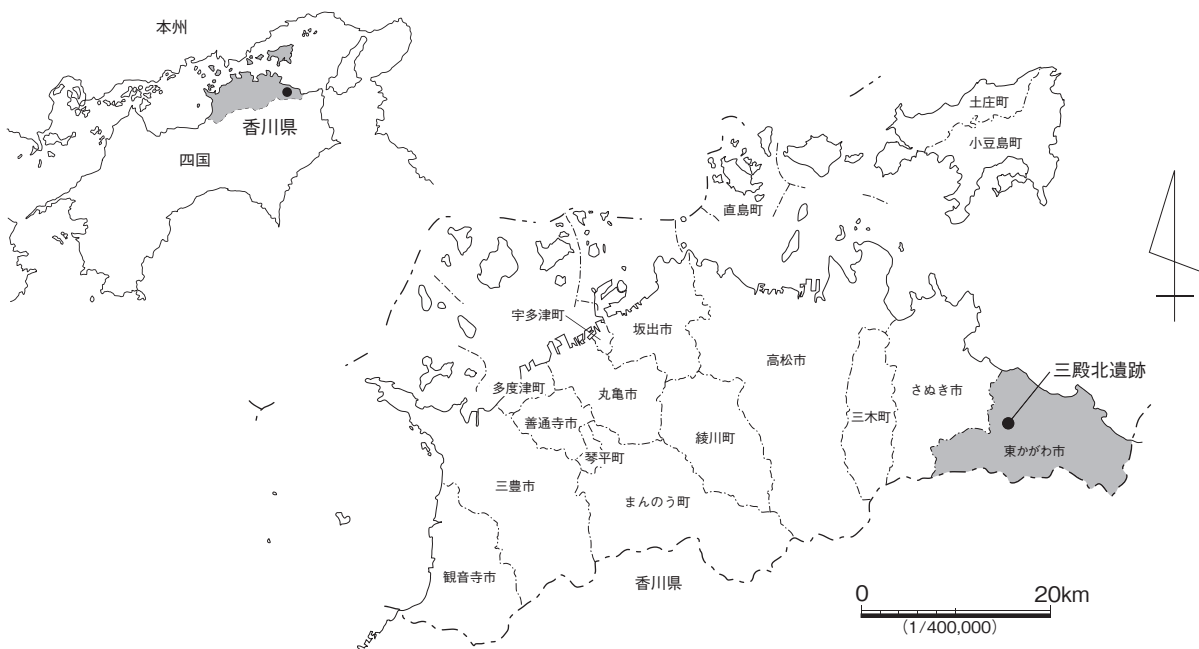 本州
香川県
四国
土庄町
小豆島町
直島町
宇多津町
坂出市
高松市
多度津町
丸亀市
さぬき市
三殿北遺跡
善通寺市
綾川町
三木町
琴平町
東かがわ市
三豊市
まんのう町
観音寺市
香川県
0 20km
(1/400,000)